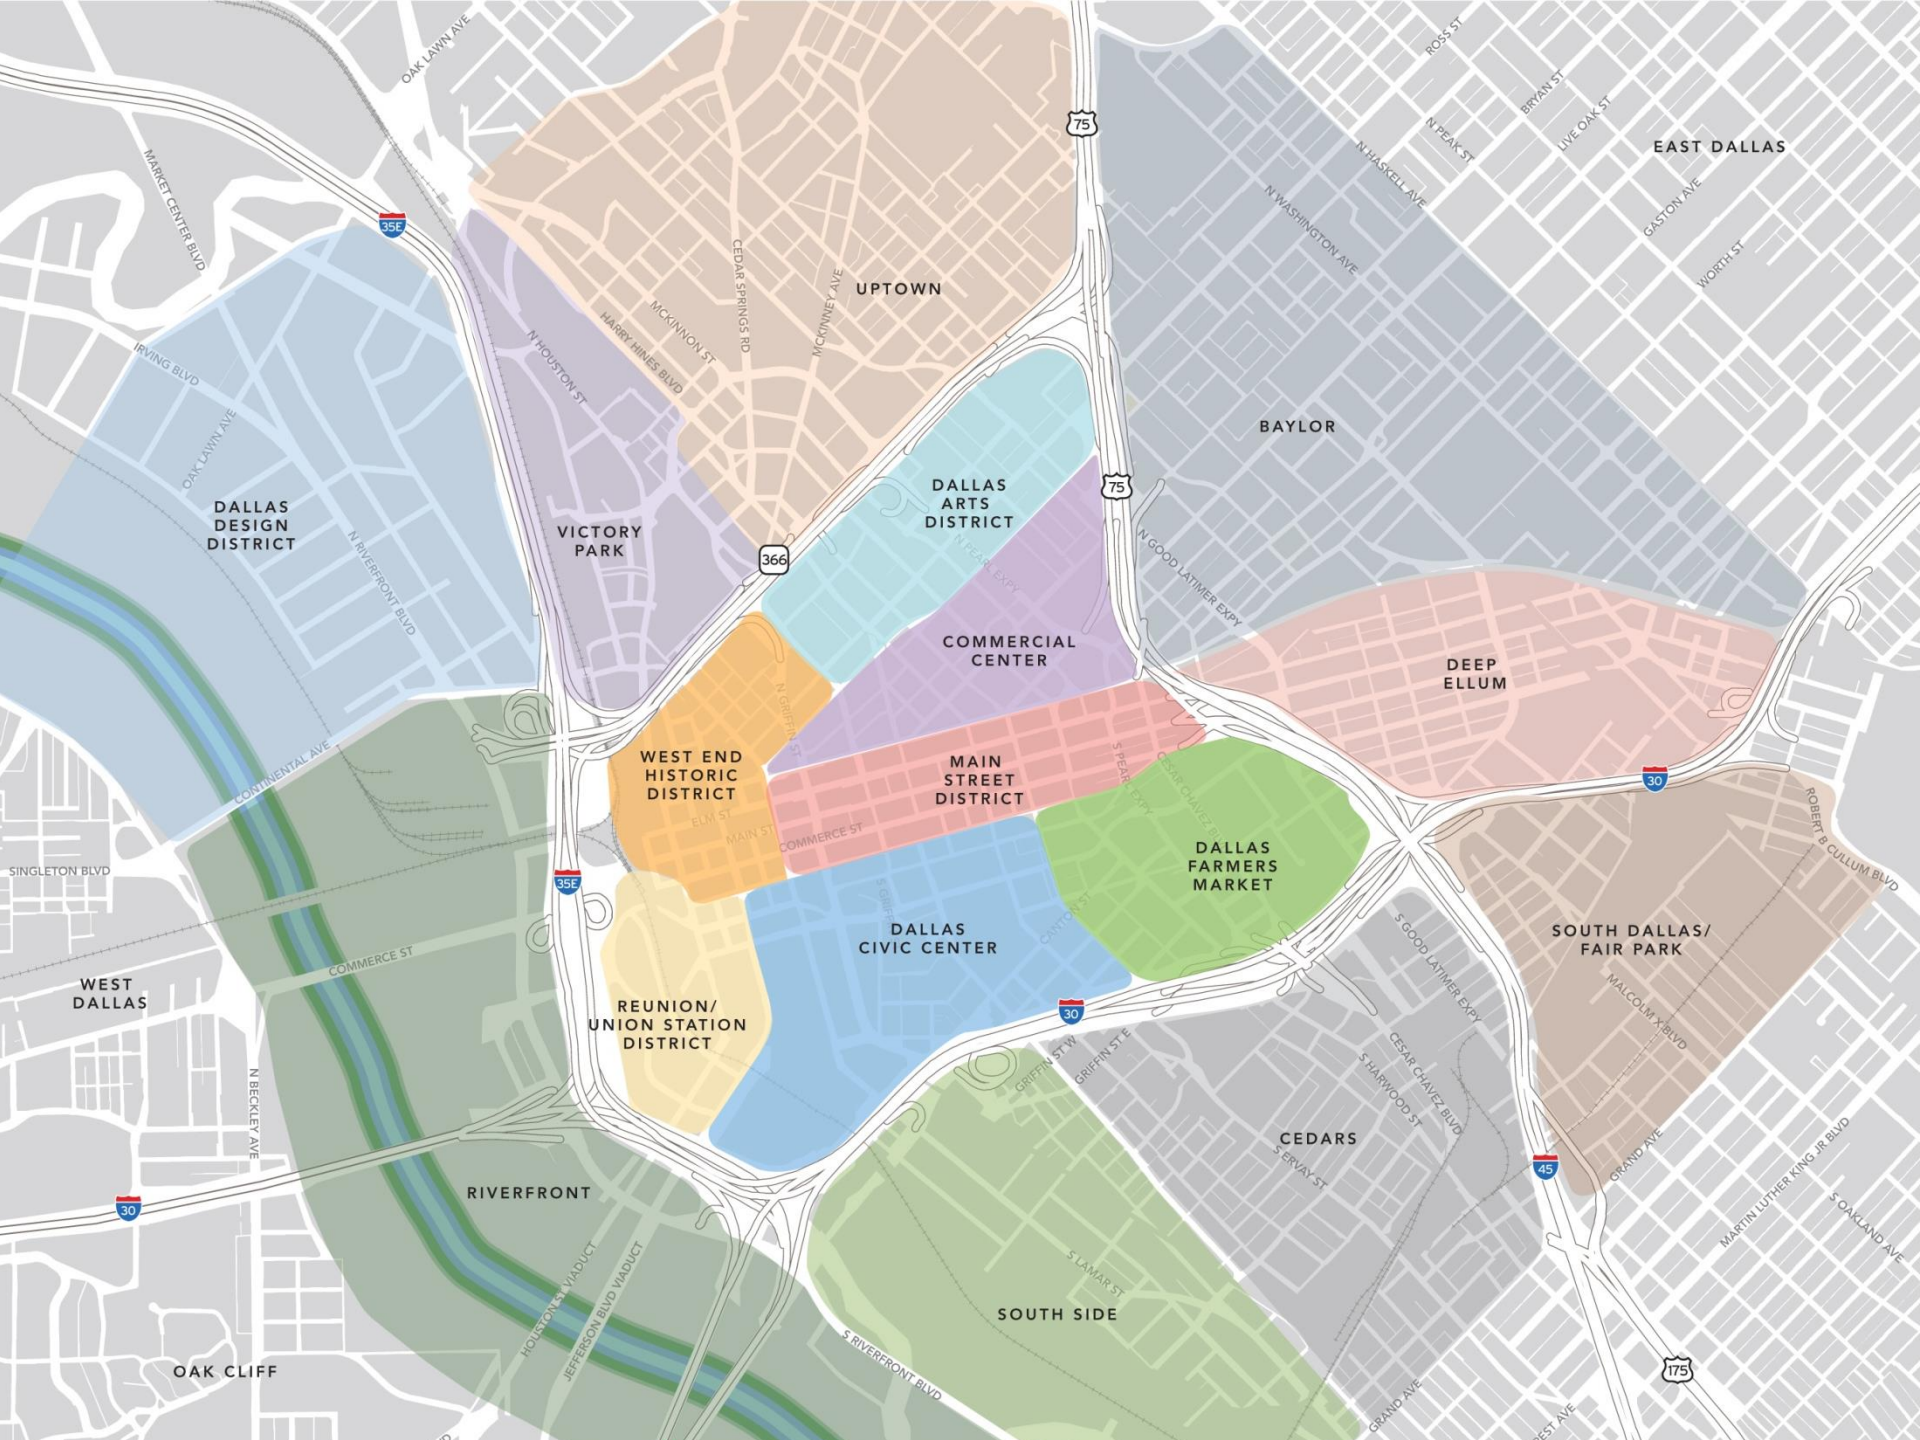 OAK LAWN AVE
ROSS ST
BRYAN ST
LIVE OAK ST
N PEAK ST
75
EAST DALLAS
N HASKELL AVE
MARKET CENTER BLVD
35E
GASTON AVE
N WASHINGTON AVE
WORTH ST
CEDAR SPRINGS RD
MCKINNEY AVE
UPTOWN
MCKINNON ST
HARRY HINES BLVD
N HOUSTON ST
IRVING BLVD
OAK LAWN AVE
BAYLOR
DALLAS
DESIGN
DISTRICT
DALLAS
ARTS
DISTRICT
75
VICTORY
PARK
N RIVERFRONT BLVD
366
N PEARL EXPY
N GOOD LATIMER EXPY
COMMERCIAL
CENTER
DEEP
ELLUM
N GRIFFIN ST
CONTINENTAL AVE
WEST END
HISTORIC
DISTRICT
MAIN
STREET
DISTRICT
S PEARL EXPY
30
ELM ST
MAIN ST
COMMERCE ST
ROBERT B CULLUM BLVD
SINGLETON BLVD
35E
DALLAS
FARMERS
MARKET
CANTON ST
DALLAS
CIVIC CENTER
S GOOD LATIMER EXPY
SOUTH DALLAS/
FAIR PARK
COMMERCE ST
WEST
DALLAS
REUNION/
UNION STATION
DISTRICT
30
MALCOLM X BLVD
GRIFFIN ST W
GRIFFIN ST E
CESAR CHAVEZ BLVD
S HARWOOD ST
N BECKLEY AVE
CEDARS
S ERVAY ST
45
GRAND AVE
MARTIN LUTHER KING JR BLVD
30
RIVERFRONT
S OAKLAND AVE
HOUSTON ST VIADUCT
JEFFERSON BLVD VIADUCT
S LAMAR ST
SOUTH SIDE
S RIVERFRONT BLVD
OAK CLIFF
175
GRAND AVE